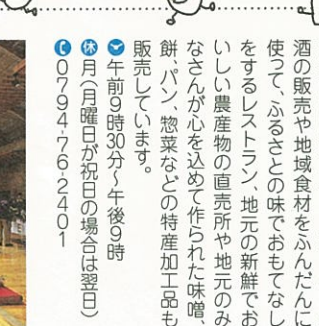 酒の販売や地域食材をふんだんに
使って、ふるさとの味でおもてなし
をするレストラン、地元の新鮮でお
いしい農産物の直売所や地元のみ
なさんが心を込めて作られた味噌、
餅、パン、惣菜などの特産加工品も
販売しています。
午前9時30分〜午後9時
休月(月曜日が祝日の場合は翌日)
0794-76-2401